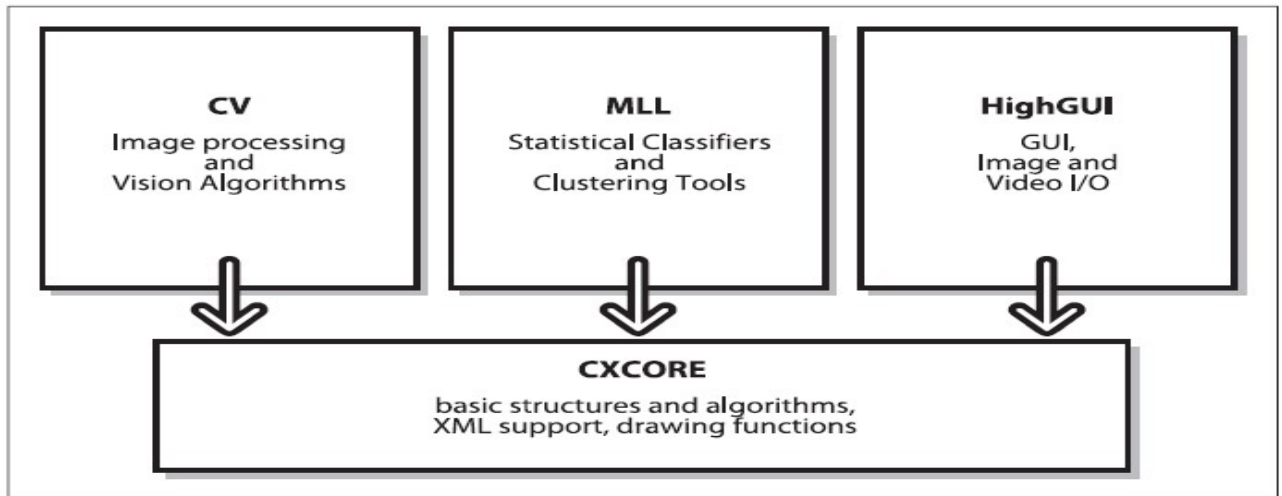 CV
Image processing
and
Vision Algorithms
MLL
Statistical Classifiers
and
Clustering Tools
HighGUI
GUI,
Image and
Video I/O
CXCORE
basic structures and algorithms,
XML support, drawing functions